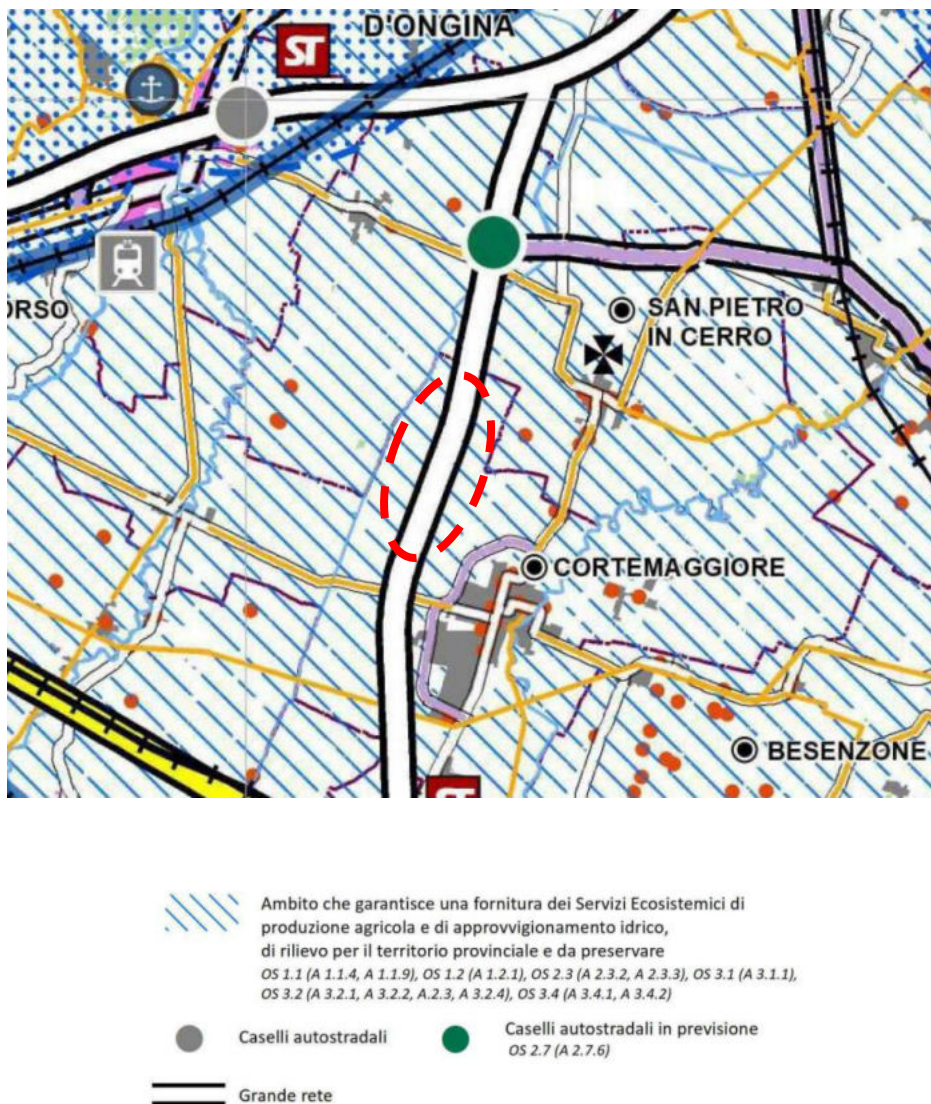 D'ONGINA
ST
ORSO
SAN PIETRO
IN CERRO
CORTEMAGGIORE
BESENZONE
ST
Ambito che garantisce una fornitura dei Servizi Ecosistemici di
produzione agricola e di approvvigionamento idrico,
di rilievo per il territorio provinciale e da preservare
OS 1.1 (A 1.1.4, A 1.1.9), OS 1.2 (A 1.2.1), OS 2.3 (A 2.3.2, A 2.3.3), OS 3.1 (A 3.1.1),
OS 3.2 (A 3.2.1, A 3.2.2, A.2.3, A 3.2.4), OS 3.4 (A 3.4.1, A 3.4.2)
Caselli autostradali
Caselli autostradali in previsione
OS 2.7 (A 2.7.6)
Grande rete